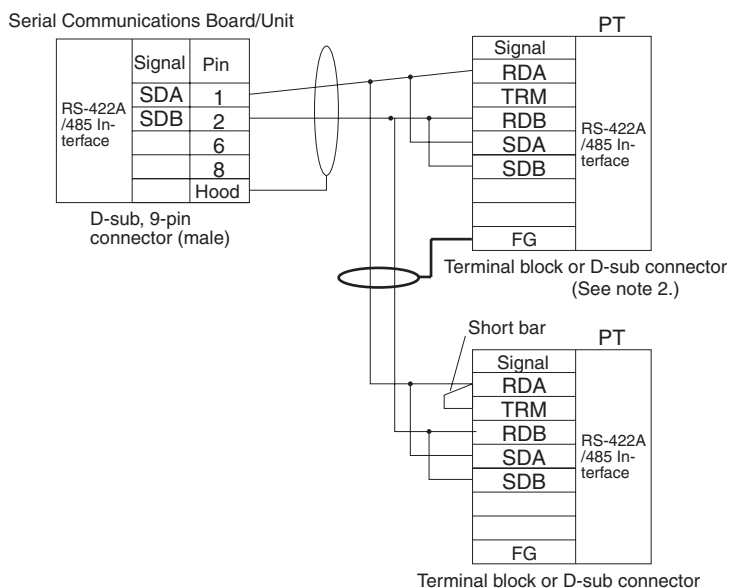 Serial Communications Board/Unit
Signal Pin
SDA 1
SDB 2
6
8
Hood
RS-422A
/485 In-
terface
D-sub, 9-pin
connector (male)
PT
Signal
RDA
TRM
RDB
SDA
SDB
FG
RS-422A
/485 In-
terface
Terminal block or D-sub connector
(See note 2.)
Short bar
PT
Signal
RDA
TRM
RDB
SDA
SDB
FG
RS-422A
/485 In-
terface
Terminal block or D-sub connector